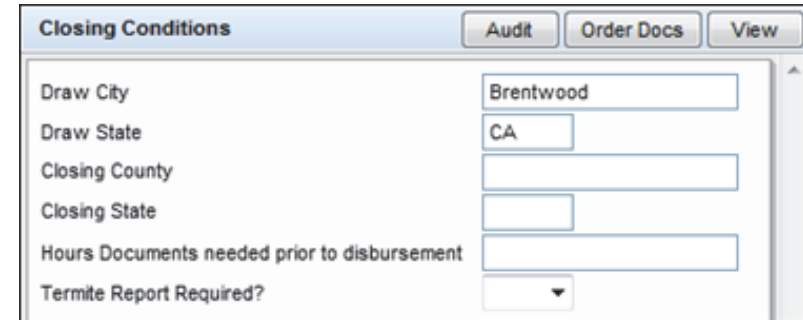 Closing Conditions Audit Order Docs View
Draw City Brentwood
Draw State CA
Closing County
Closing State
Hours Documents needed prior to disbursement
Termite Report Required?